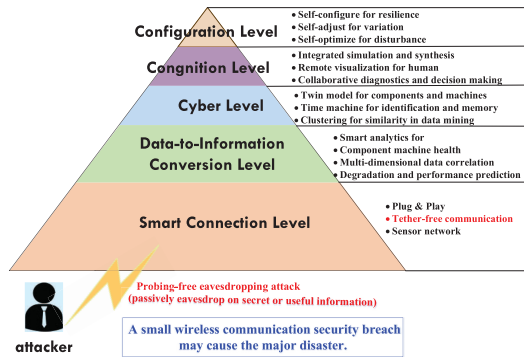 Configuration Level
• Self-configure for resilience
• Self-adjust for variation
• Self-optimize for disturbance
Congnition Level
• Integrated simulation and synthesis
• Remote visualization for human
• Collaborative diagnostics and decision making
Cyber Level
• Twin model for components and machines
• Time machine for identification and memory
• Clustering for similarity in data mining
Data-to-Information
Conversion Level
• Smart analytics for
• Component machine health
• Multi-dimensional data correlation
• Degradation and performance prediction
Smart Connection Level
• Plug & Play
• Tether-free communication
• Sensor network
Probing-free eavesdropping attack
(passively eavesdrop on secret or useful information)
attacker
A small wireless communication security breach
may cause the major disaster.